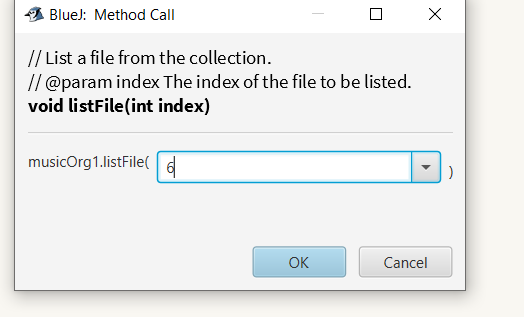 BlueJ: Method Call
// List a file from the collection.
// @param index The index of the file to be listed.
void listFile(int index)
musicOrg1.listFile( 6 )
OK Cancel